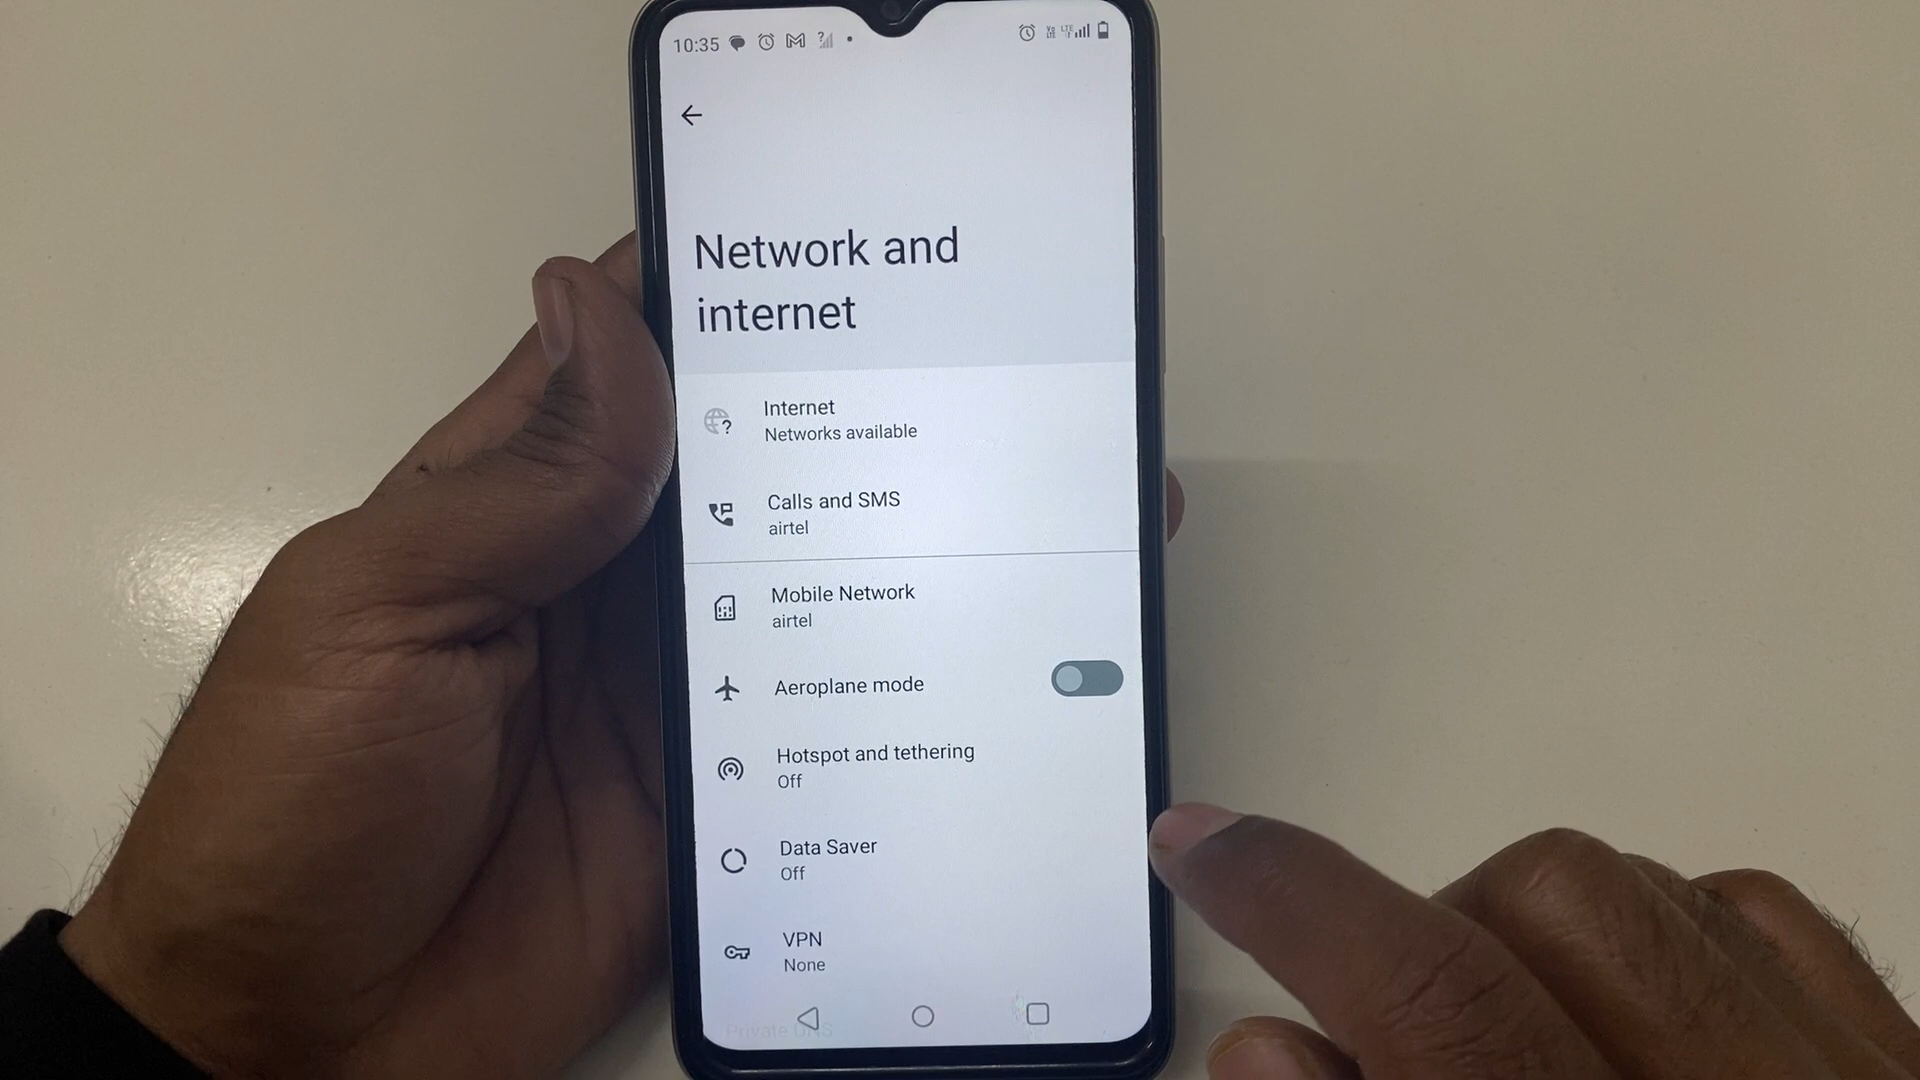 10:35
Network and
internet
Internet
Networks available
Calls and SMS
airtel
Mobile Network
airtel
Aeroplane mode
Hotspot and tethering
Off
Data Saver
Off
VPN
None
Private DNS